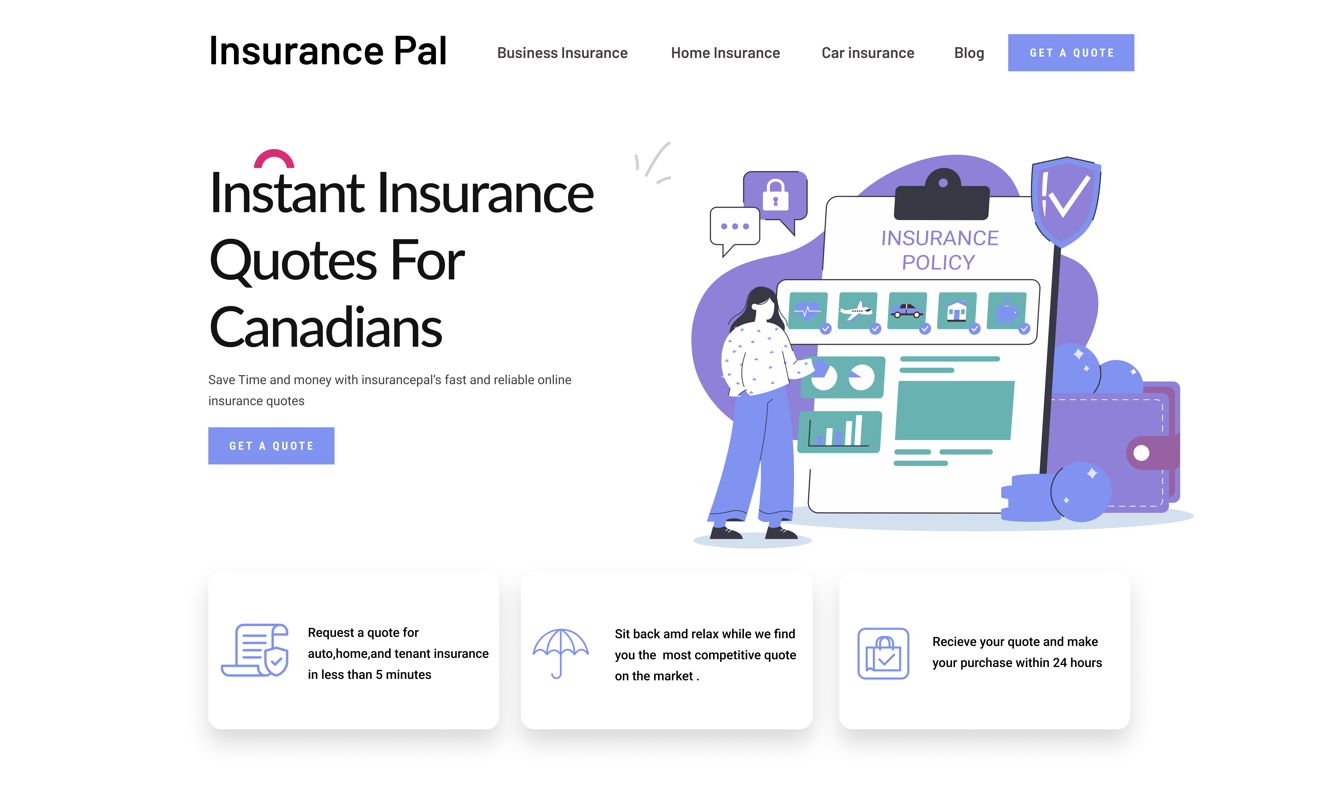 Insurance Pal
Business Insurance
Home Insurance
Car insurance
Blog
GET A QUOTE
Instant Insurance
Quotes For
Canadians
Save Time and money with insurancepal's fast and reliable online
insurance quotes
GET A QUOTE
INSURANCE
POLICY
Request a quote for
auto,home,and tenant insurance
in less than 5 minutes
Sit back amd relax while we find
you the  most competitive quote
on the market .
Recieve your quote and make
your purchase within 24 hours